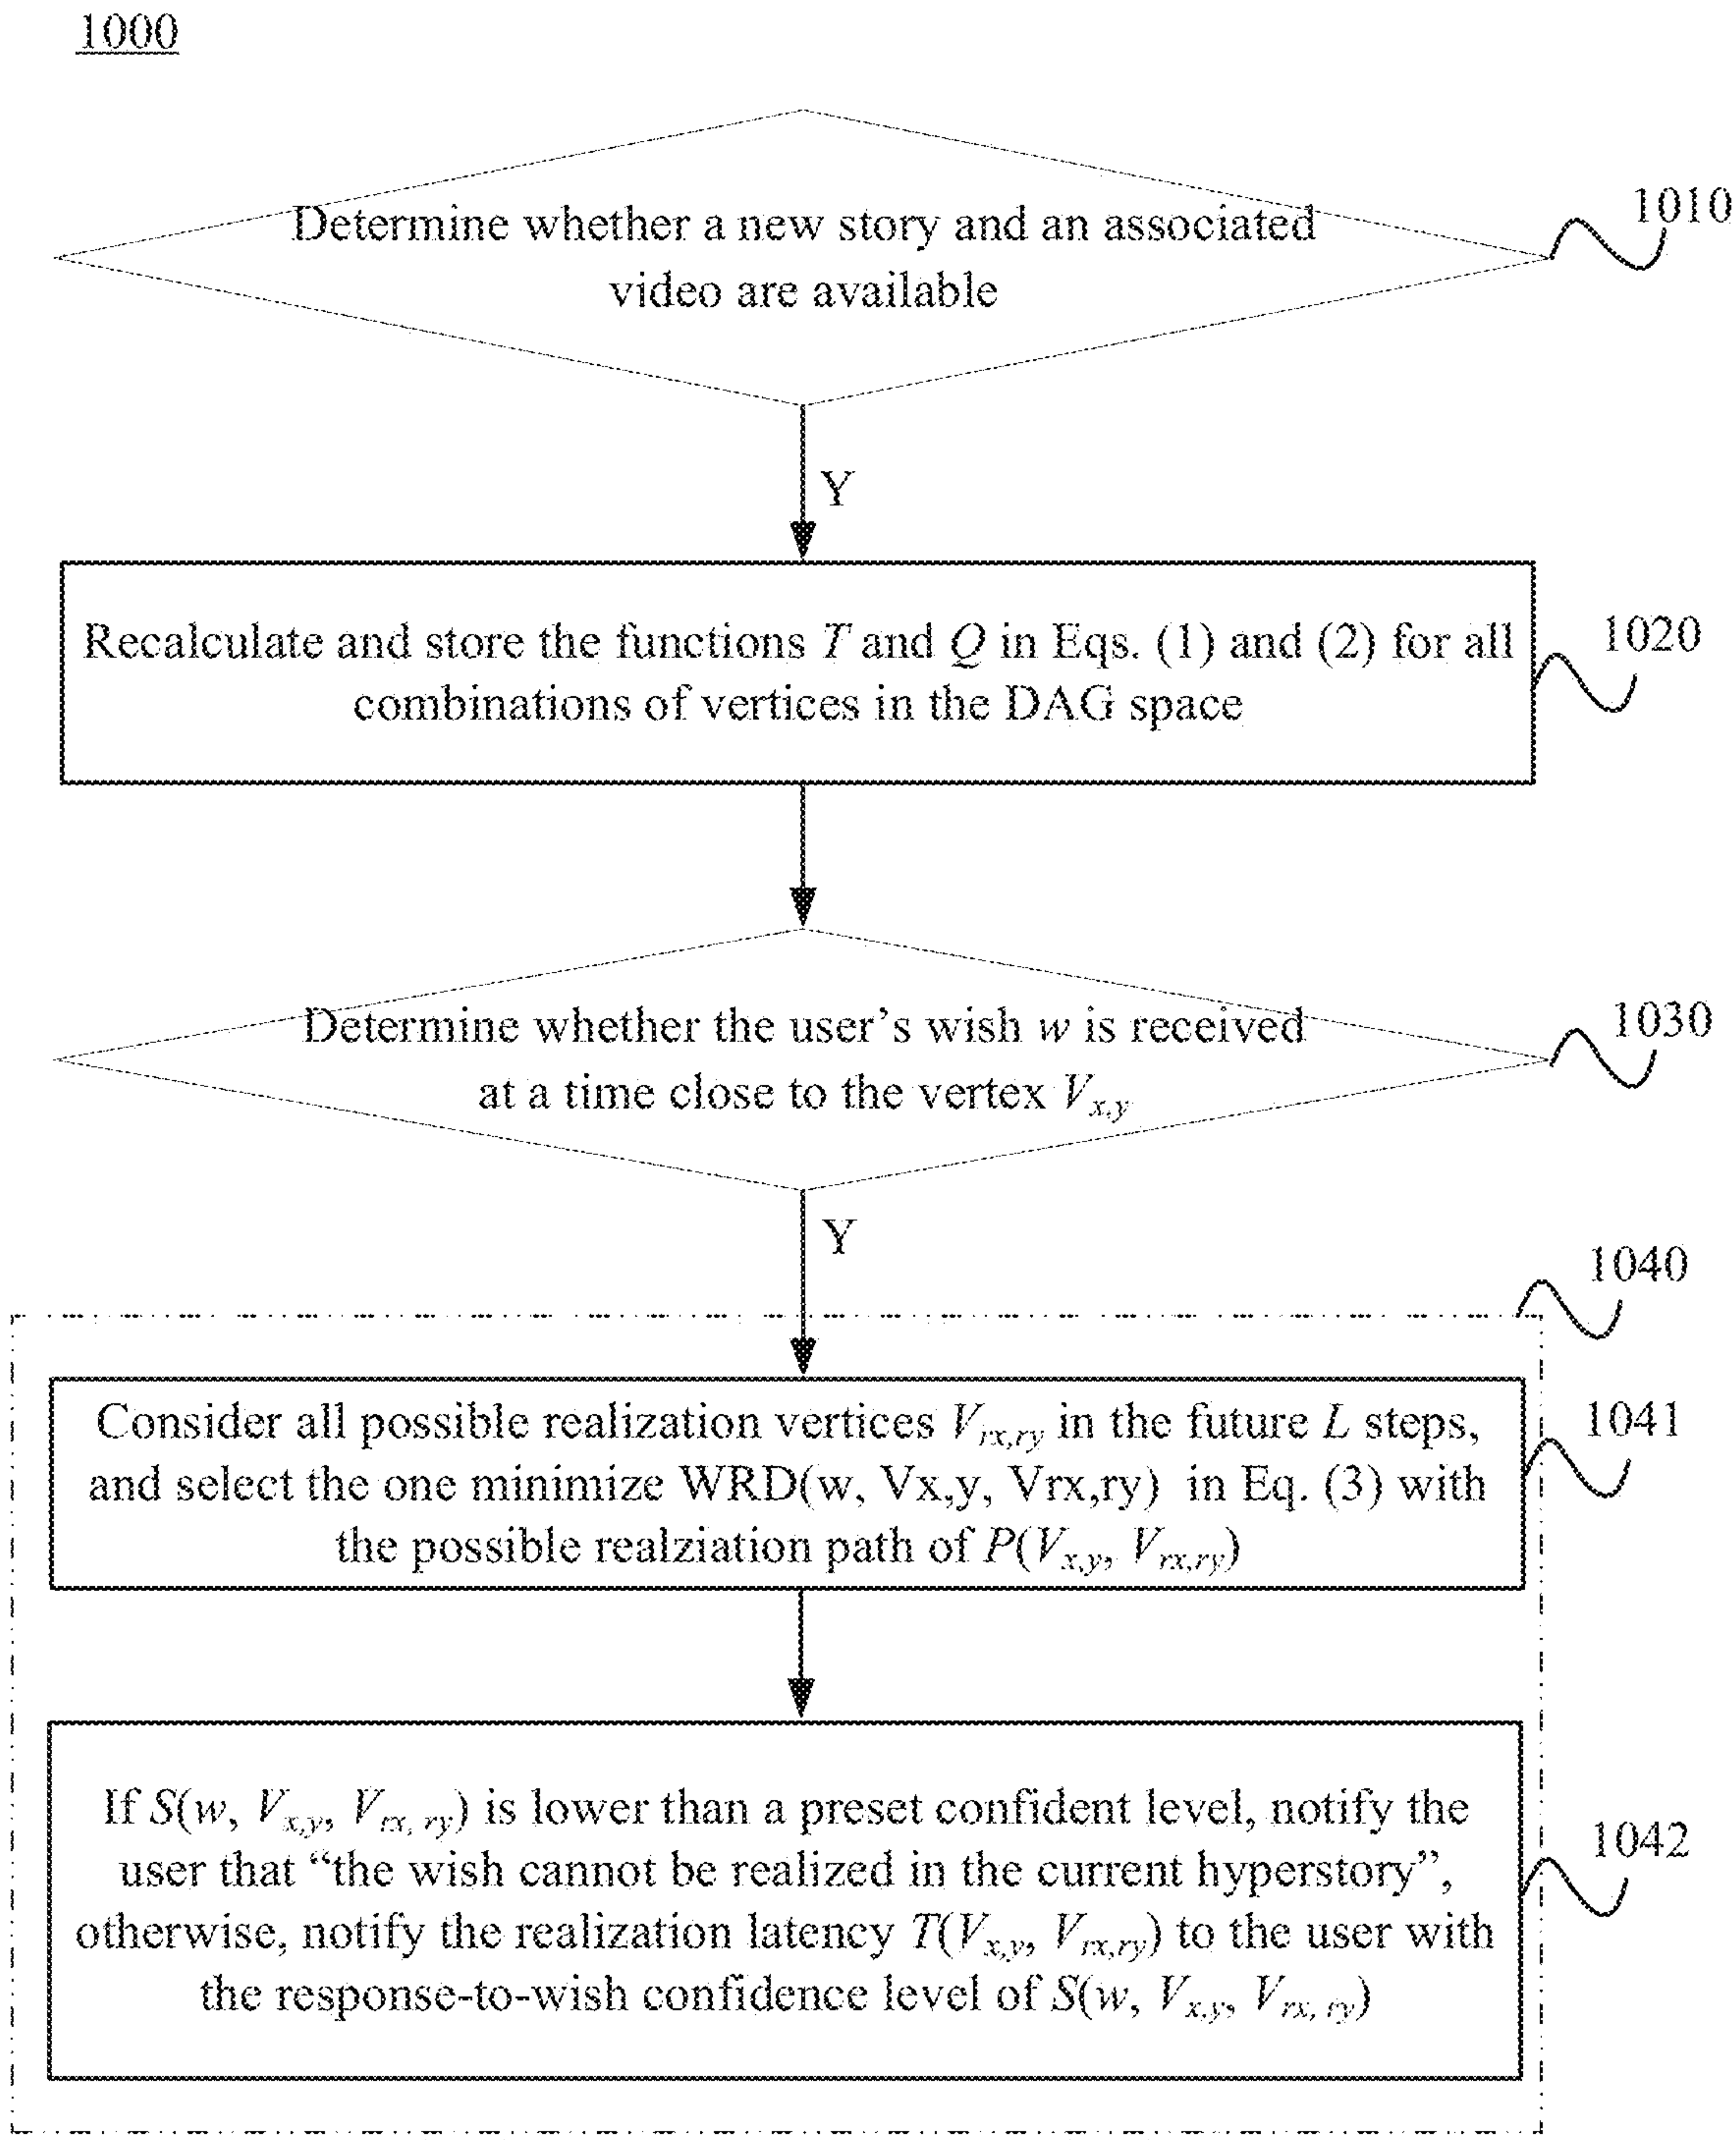 1000
Determine whether a new story and an associated
video are available
1010
Y
Recalculate and store the functions T and Q in Eqs. (1) and (2) for all
combinations of vertices in the DAG space
1020
Determine whether the user's wish w is received
at a time close to the vertex Vx,y
1030
Y
1040
Consider all possible realization vertices Vrx,ry in the future L steps,
and select the one minimize WRD(w, Vx,y, Vrx,ry) in Eq. (3) with
the possible realziation path of P(Vx,y, Vrx,ry)
1041
If S(w, Vx,y, Vrx, ry) is lower than a preset confident level, notify the
user that “the wish cannot be realized in the current hyperstory”,
otherwise, notify the realization latency T(Vx,y, Vrx,ry) to the user with
the response-to-wish confidence level of S(w, Vx,y, Vrx, ry)
1042